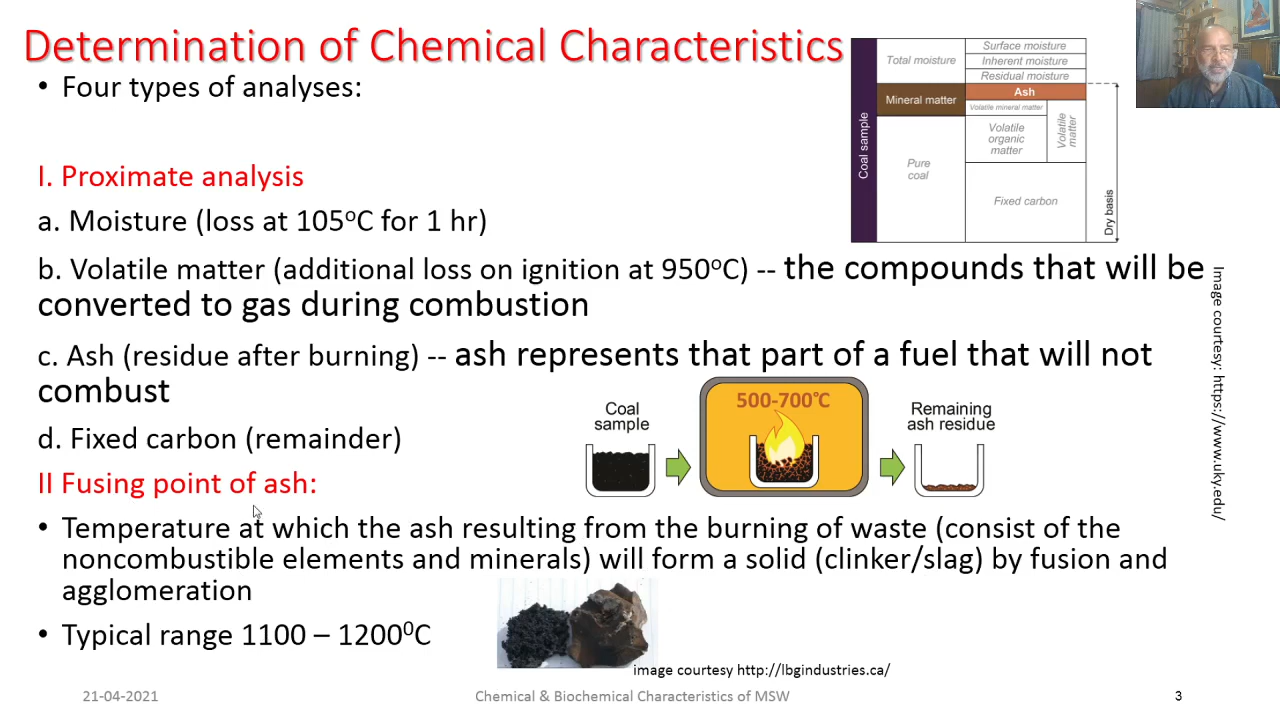 Determination of Chemical Characteristics
• Four types of analyses:
I. Proximate analysis
a. Moisture (loss at 105°C for 1 hr)
b. Volatile matter (additional loss on ignition at 950°C) -- the compounds that will be
converted to gas during combustion
c. Ash (residue after burning) -- ash represents that part of a fuel that will not
combust
d. Fixed carbon (remainder)
II Fusing point of ash:
• Temperature at which the ash resulting from the burning of waste (consist of the
noncombustible elements and minerals) will form a solid (clinker/slag) by fusion and
agglomeration
• Typical range 1100 – 1200⁰C
Coal sample
Total moisture
Mineral matter
Pure
coal
Surface moisture
Inherent moisture
Residual moisture
Ash
Volatile mineral matter
Volatile
organic
matter
Volatile
matter
Fixed carbon
Dry basis
Image courtesy: https://www.uky.edu/
Coal
sample
500-700°C
Remaining
ash residue
image courtesy http://lbgindustries.ca/
21-04-2021
Chemical & Biochemical Characteristics of MSW
3